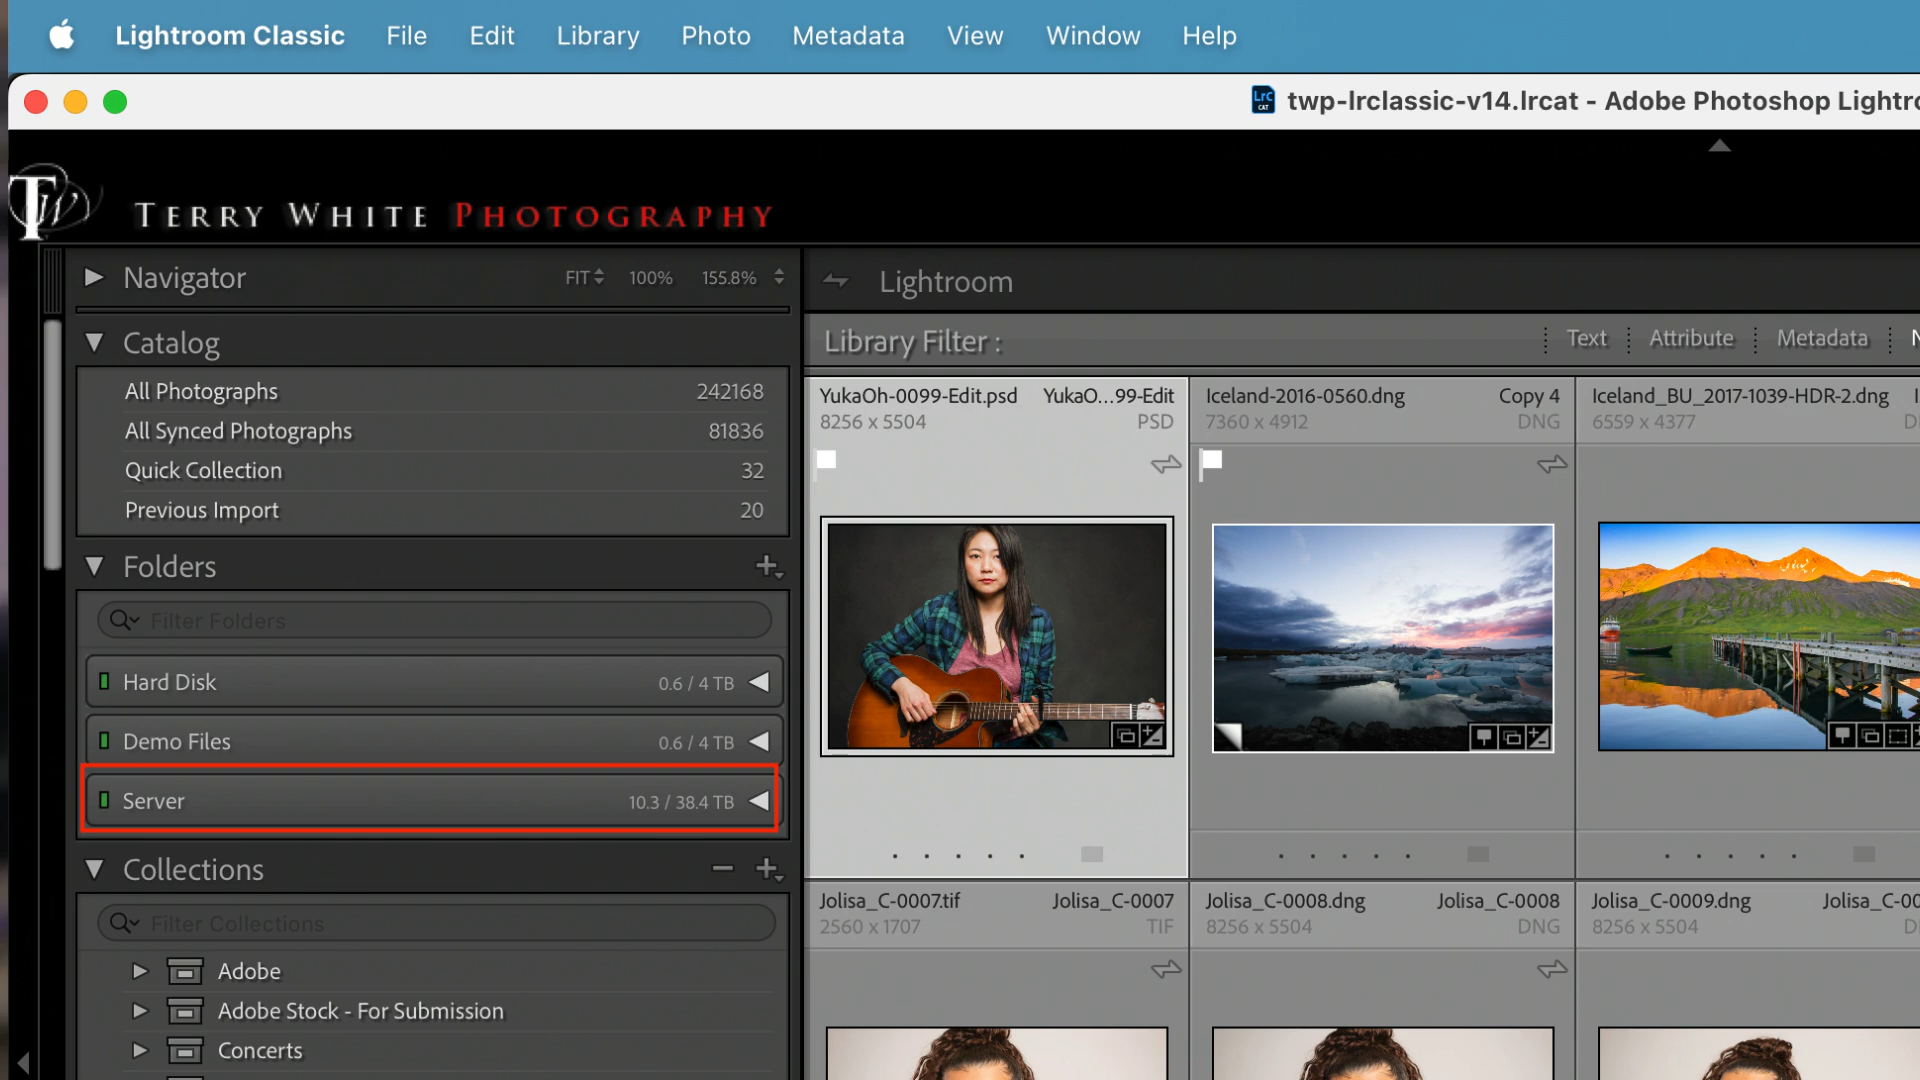 Lightroom Classic File Edit Library Photo Metadata View Window Help
LrC CAT twp-lrclassic-v14.lrcat - Adobe Photoshop Lightro
TW TERRY WHITE PHOTOGRAPHY
Navigator FIT 100% 155.8%
Lightroom
Catalog
Library Filter : Text Attribute Metadata
All Photographs 242168
All Synced Photographs 81836
Quick Collection 32
Previous Import 20
Folders
Filter Folders
Hard Disk 0.6 / 4 TB
Demo Files 0.6 / 4 TB
Server 10.3 / 38.4 TB
Collections
Filter Collections
Adobe
Adobe Stock - For Submission
Concerts
YukaOh-0099-Edit.psd YukaO...99-Edit
8256 x 5504 PSD
Iceland-2016-0560.dng Copy 4
7360 x 4912 DNG
Iceland_BU_2017-1039-HDR-2.dng
6559 x 4377
Jolisa_C-0007.tif Jolisa_C-0007
2560 x 1707 TIF
Jolisa_C-0008.dng Jolisa_C-0008
8256 x 5504 DNG
Jolisa_C-0009.dng Jolisa_C-00
8256 x 5504